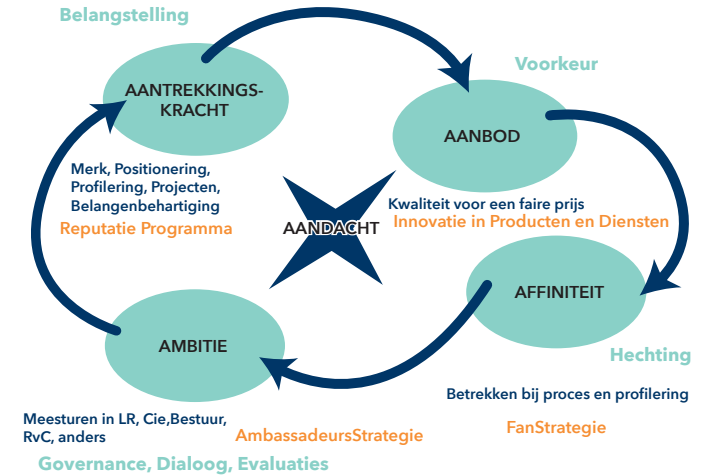 Belangstelling
AANTREKKINGS-
KRACHT
Merk, Positionering,
Profilering, Projecten,
Belangenbehartiging
Reputatie Programma
Voorkeur
AANBOD
Kwaliteit voor een faire prijs
Innovatie in Producten en Diensten
AANDACHT
AFFINITEIT
Hechting
Betrekken bij proces en profilering
FanStrategie
AMBITIE
Meesturen in LR, Cie,Bestuur,
RvC, anders
AmbassadeursStrategie
Governance, Dialoog, Evaluaties